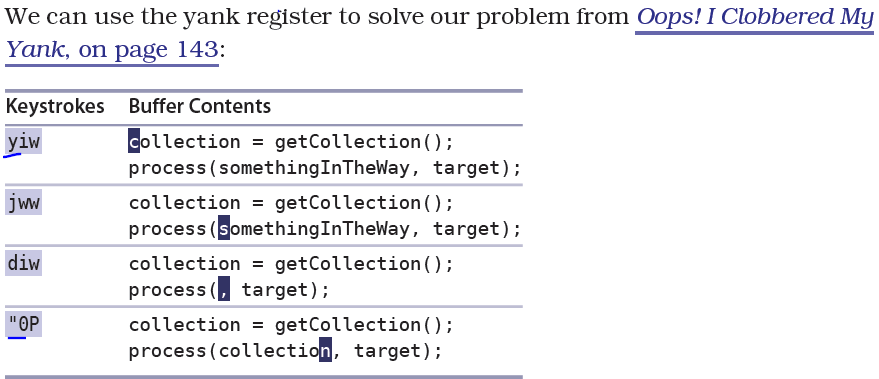 We can use the yank register to solve our problem from Oops! I Clobbered My
Yank, on page 143:
Keystrokes Buffer Contents
yiw collection = getCollection();
process(somethingInTheWay, target);
jww collection = getCollection();
process(somethingInTheWay, target);
diw collection = getCollection();
process(, target);
"0P collection = getCollection();
process(collection, target);